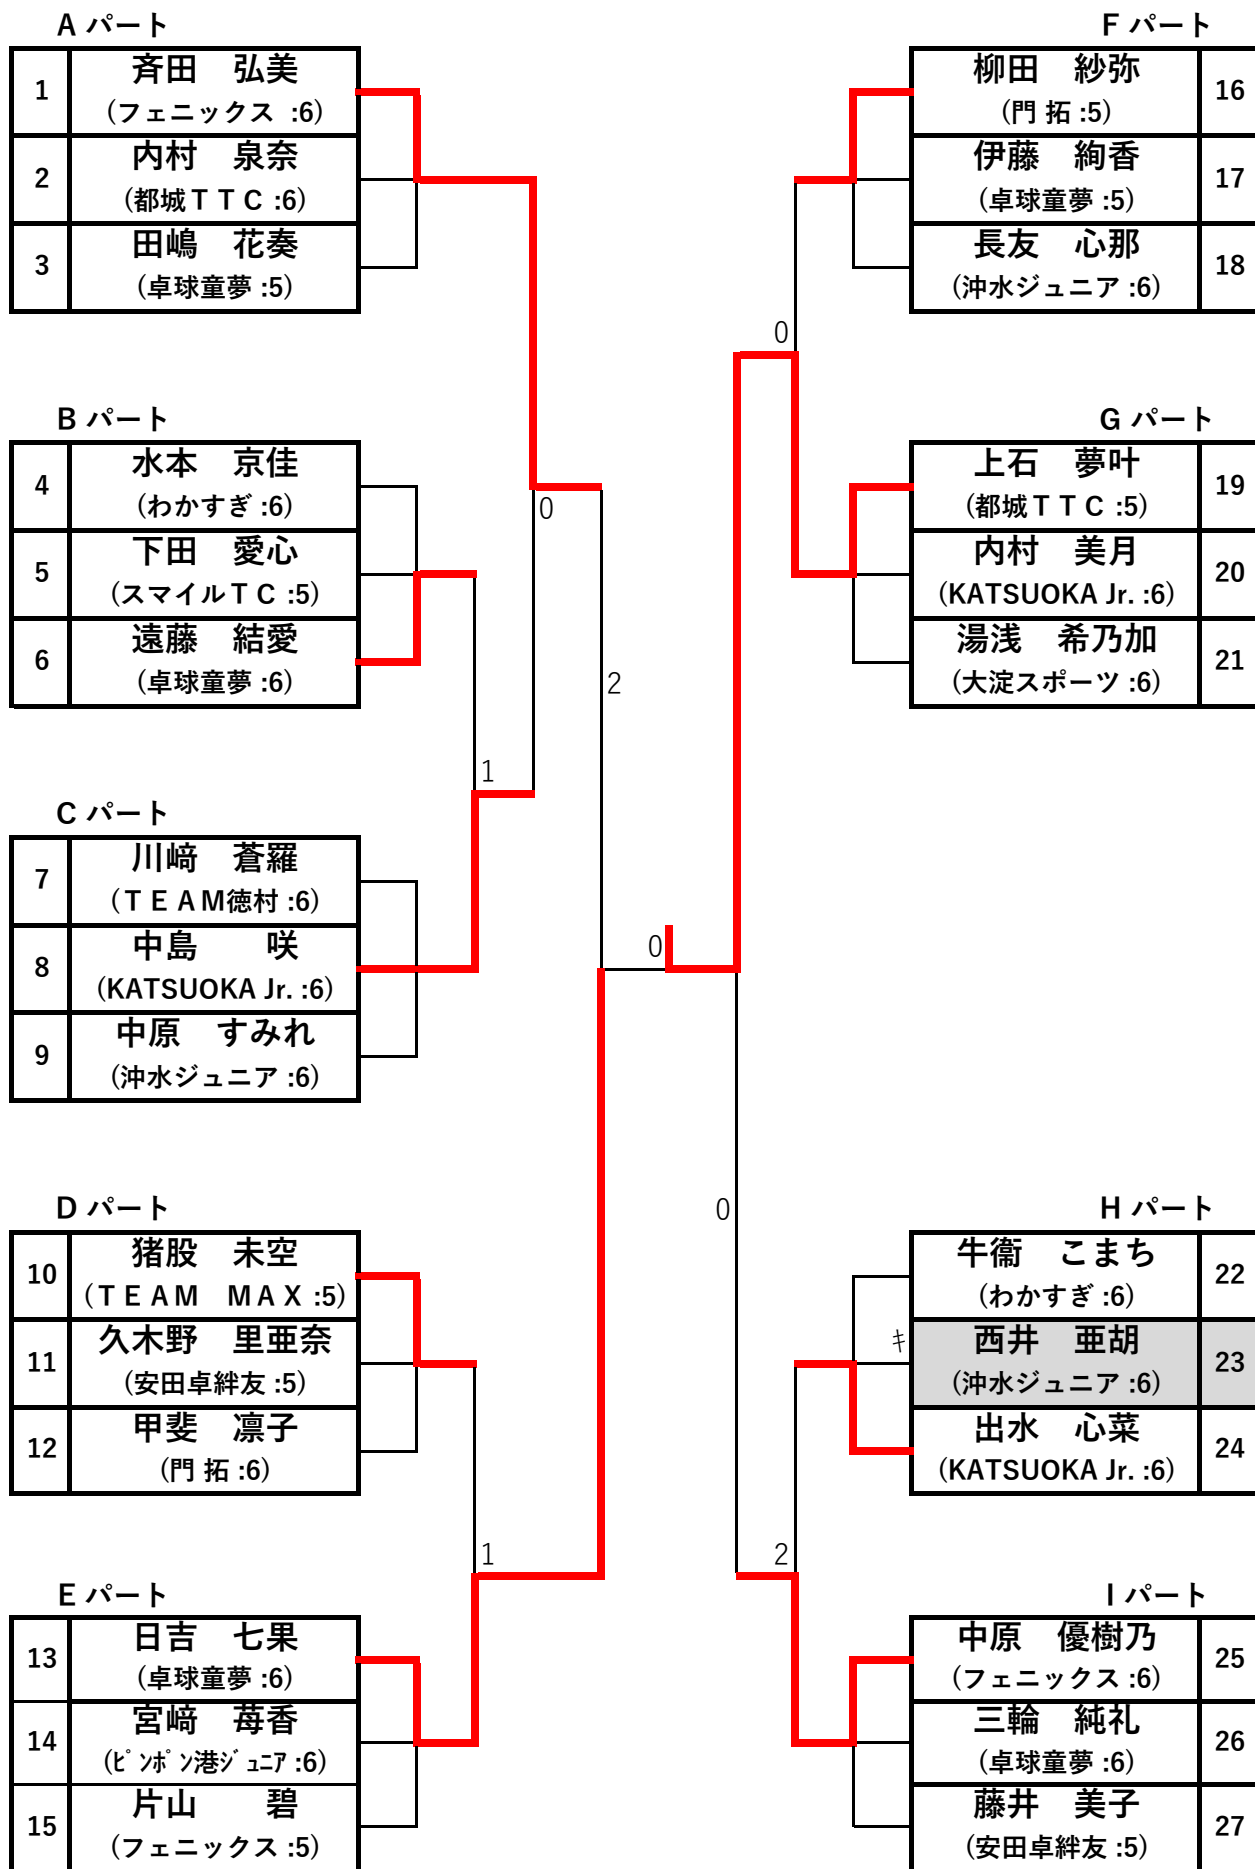 A パート
1
斉田　弘美
(フェニックス :6)
2
内村　泉奈
(都城ＴＴＣ :6)
3
田嶋　花奏
(卓球童夢 :5)
B パート
4
水本　京佳
(わかすぎ :6)
5
下田　愛心
(スマイルＴＣ :5)
6
遠藤　結愛
(卓球童夢 :6)
C パート
7
川﨑　蒼羅
(ＴＥＡＭ徳村 :6)
8
中島　　咲
(KATSUOKA Jr. :6)
9
中原　すみれ
(沖水ジュニア :6)
D パート
10
猪股　未空
(ＴＥＡＭ　ＭＡＸ :5)
11
久木野　里亜奈
(安田卓絆友 :5)
12
甲斐　凛子
(門 拓 :6)
E パート
13
日吉　七果
(卓球童夢 :6)
14
宮﨑　苺香
(ﾋﾟﾝﾎﾟﾝ港ｼﾞｭﾆｱ :6)
15
片山　　碧
(フェニックス :5)
0
2
1
0
1
0
0
2
ｷ
F パート
柳田　紗弥
(門 拓 :5)
16
伊藤　絢香
(卓球童夢 :5)
17
長友　心那
(沖水ジュニア :6)
18
G パート
上石　夢叶
(都城ＴＴＣ :5)
19
内村　美月
(KATSUOKA Jr. :6)
20
湯浅　希乃加
(大淀スポーツ :6)
21
H パート
牛衞　こまち
(わかすぎ :6)
22
西井　亜胡
(沖水ジュニア :6)
23
出水　心菜
(KATSUOKA Jr. :6)
24
I パート
中原　優樹乃
(フェニックス :6)
25
三輪　純礼
(卓球童夢 :6)
26
藤井　美子
(安田卓絆友 :5)
27